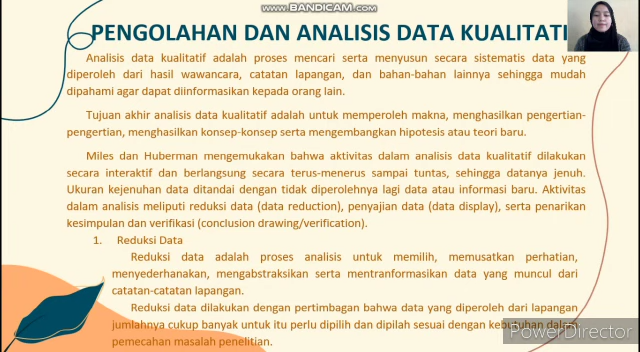 www.BANDICAM.com
PENGOLAHAN DAN ANALISIS DATA KUALITATI
Analisis data kualitatif adalah proses mencari serta menyusun secara sistematis data yang
diperoleh dari hasil wawancara, catatan lapangan, dan bahan-bahan lainnya sehingga mudah
dipahami agar dapat diinformasikan kepada orang lain.
Tujuan akhir analisis data kualitatif adalah untuk memperoleh makna, menghasilkan pengertian-
pengertian, menghasilkan konsep-konsep serta mengembangkan hipotesis atau teori baru.
Miles dan Huberman mengemukakan bahwa aktivitas dalam analisis data kualitatif dilakukan
secara interaktif dan berlangsung secara terus-menerus sampai tuntas, sehingga datanya jenuh.
Ukuran kejenuhan data ditandai dengan tidak diperolehnya lagi data atau informasi baru. Aktivitas
dalam analisis meliputi reduksi data (data reduction), penyajian data (data display), serta penarikan
kesimpulan dan verifikasi (conclusion drawing/verification).
1. Reduksi Data
Reduksi data adalah proses analisis untuk memilih, memusatkan perhatian,
menyederhanakan, mengabstraksikan serta mentranformasikan data yang muncul dari
catatan-catatan lapangan.
Reduksi data dilakukan dengan pertimbagan bahwa data yang diperoleh dari lapangan
jumlahnya cukup banyak untuk itu perlu dipilih dan dipilah sesuai dengan kebutuhan dalam
pemecahan masalah penelitian.
PowerDirector